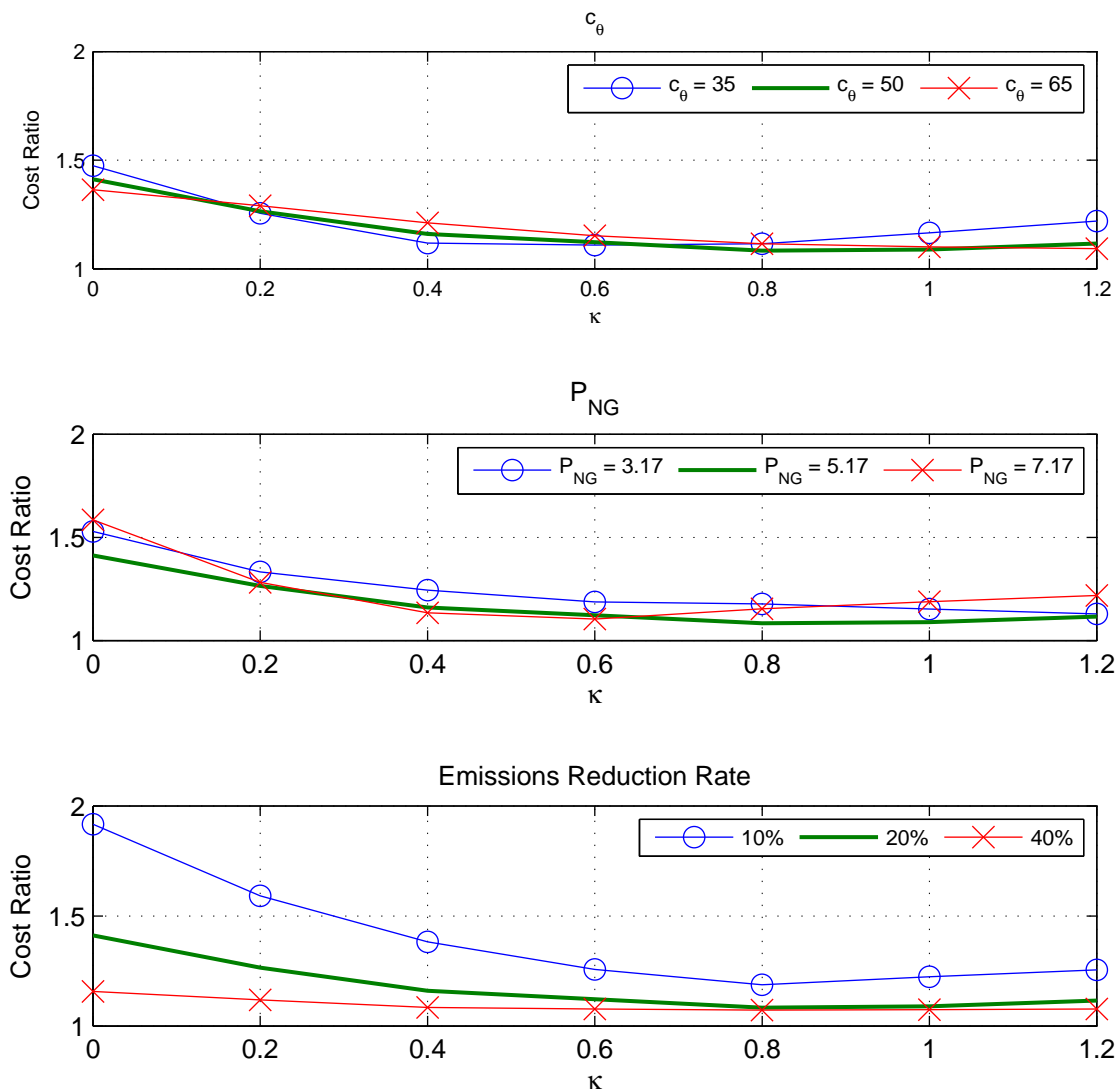 c_θ
2
c_θ = 35 c_θ = 50 c_θ = 65
1.5
Cost Ratio
1
0 0.2 0.4 0.6 0.8 1 1.2
κ
P_NG
2
P_NG = 3.17 P_NG = 5.17 P_NG = 7.17
1.5
Cost Ratio
1
0 0.2 0.4 0.6 0.8 1 1.2
κ
Emissions Reduction Rate
2
10% 20% 40%
1.5
Cost Ratio
1
0 0.2 0.4 0.6 0.8 1 1.2
κ